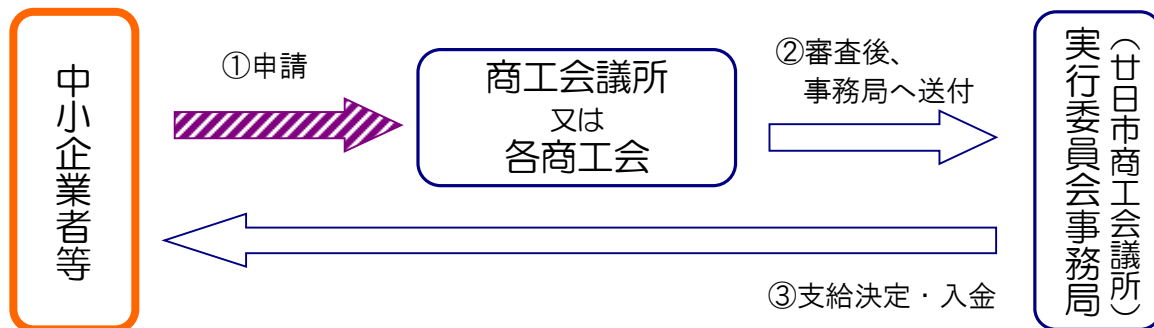 中小企業者等
①申請
商工会議所
又は
各商工会
②審査後、
事務局へ送付
(廿日市商工会議所)
実行委員会事務局
③支給決定・入金